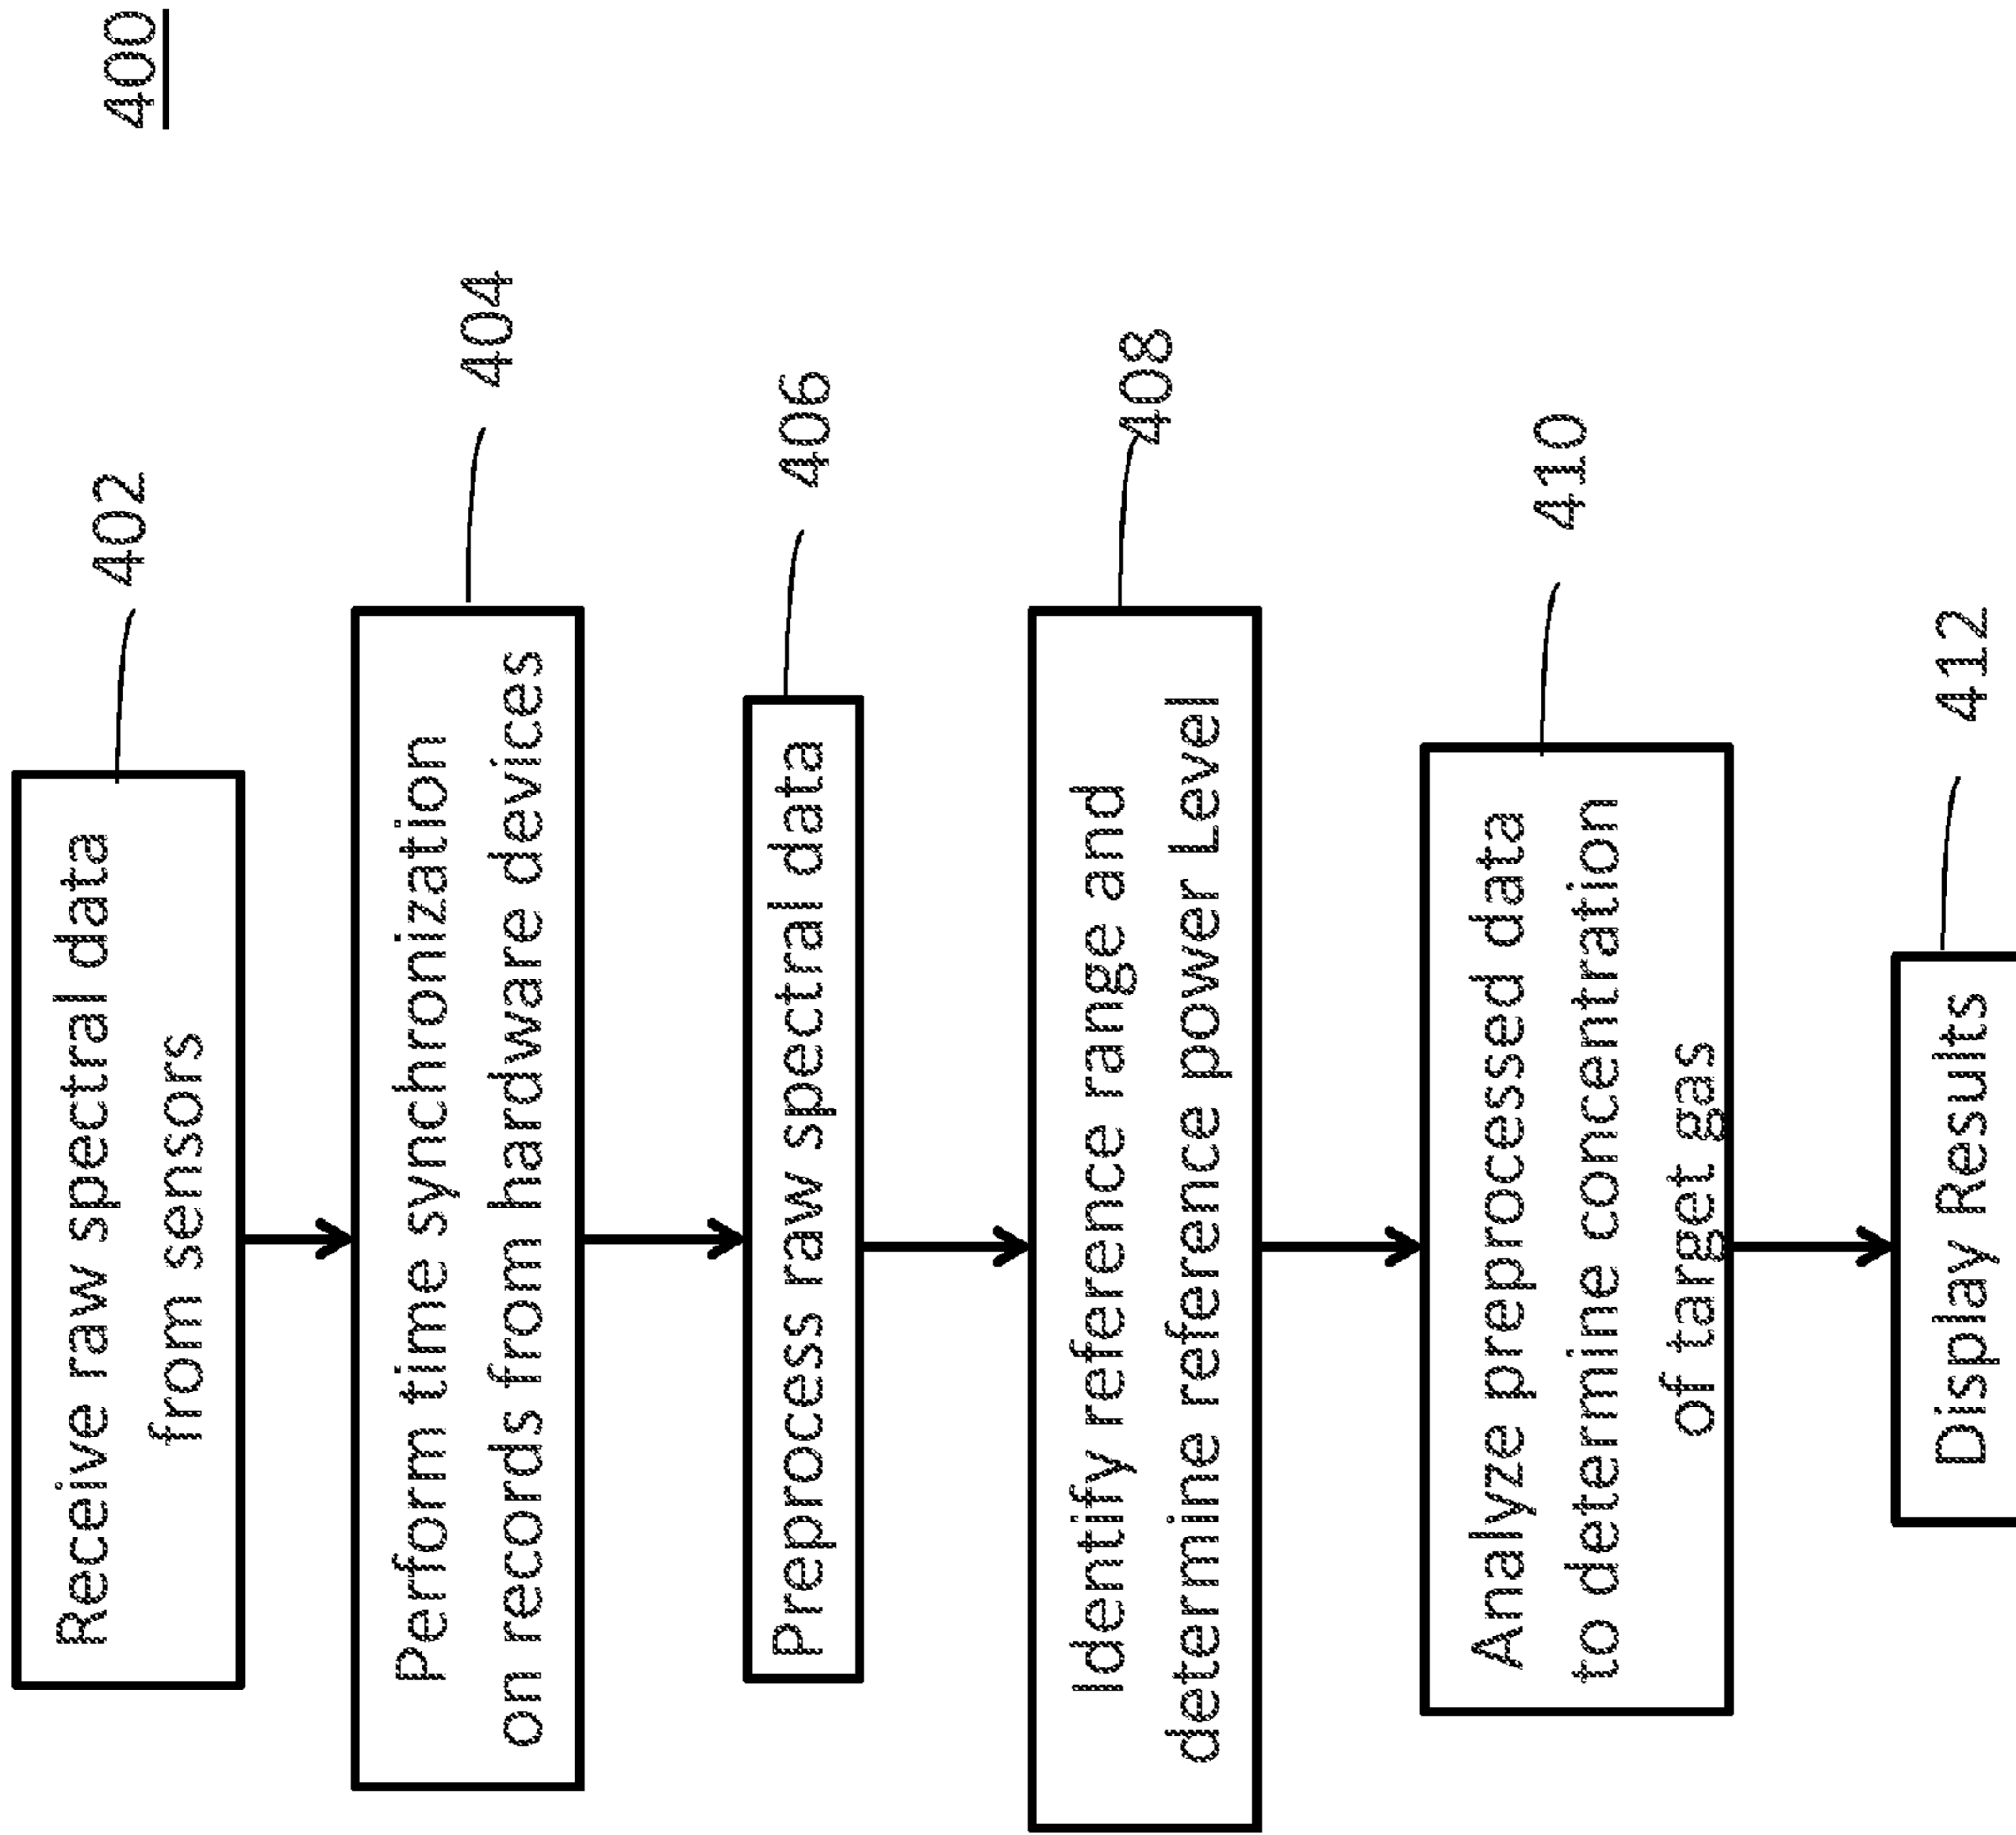 400
Receive raw spectral data
from sensors
402
Perform time synchronization
on records from hardware devices
404
Preprocess raw spectral data
406
Identify reference range and
determine reference power Level
408
Analyze preprocessed data
to determine concentration
of target gas
410
Display Results
412